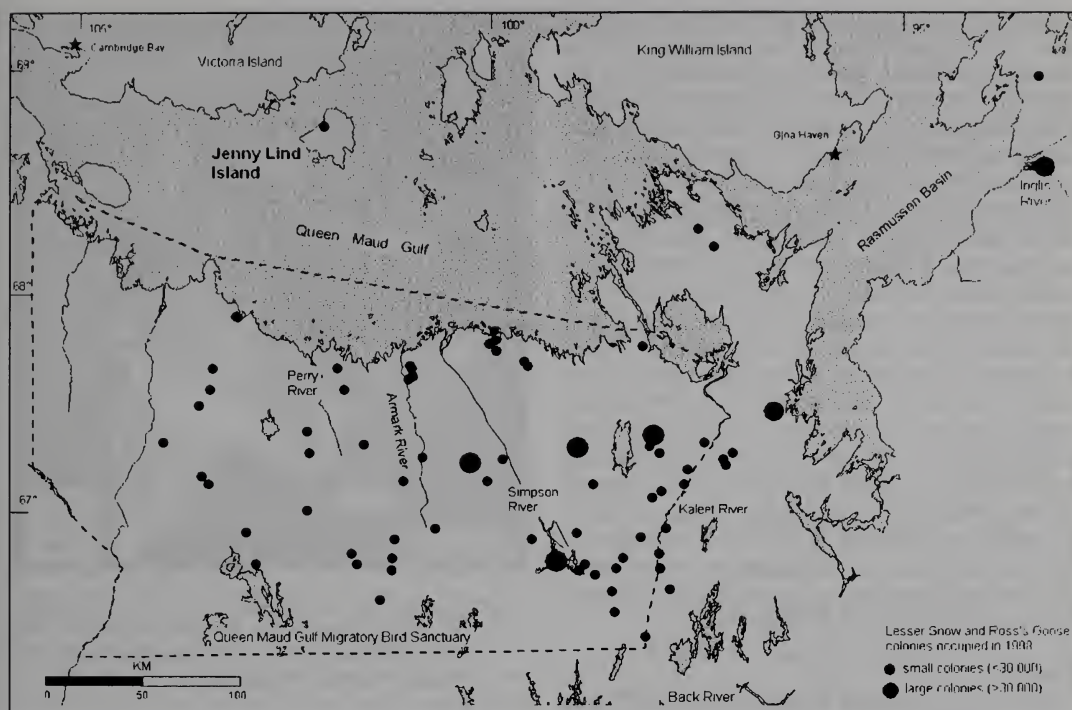 105°
100°
95°
Cambridge Bay
69°
Victoria Island
King William Island
Jenny Lind
Island
Gjoa Haven
Inglis
River
Rasmussen Basin
Queen Maud Gulf
68°
Perry
River
Armark River
Simpson
River
67°
Kaleet River
Queen Maud Gulf Migratory Bird Sanctuary
KM
0
50
100
Back River
Lesser Snow and Ross's Goose
colonies occupied in 1998
small colonies (<30,000)
large colonies (>30,000)